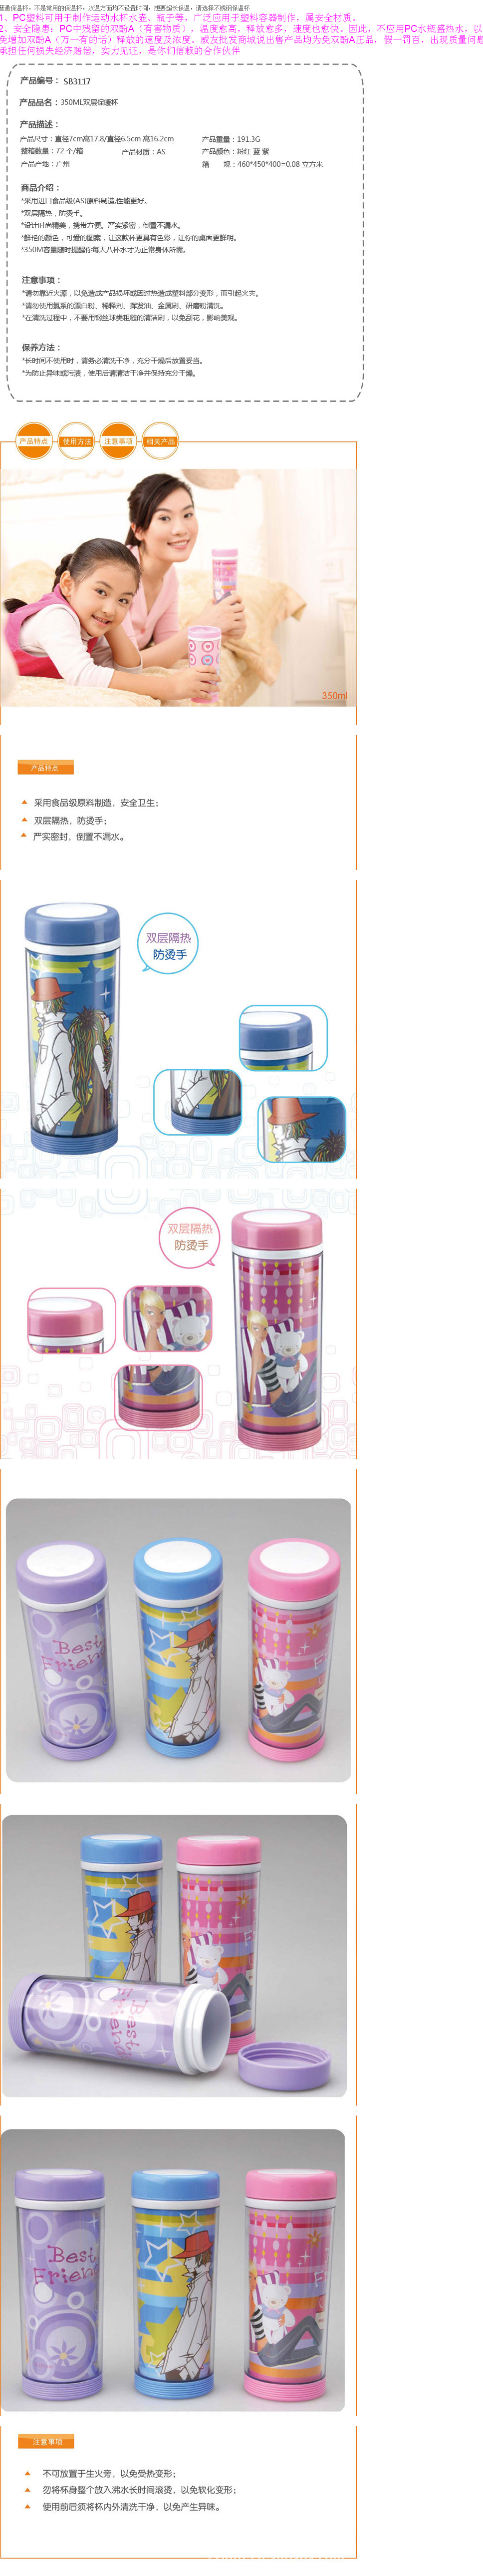 普通保温杯,不是常规的保温杯,水温方面均不设置时间,想要超长保温,请选择不锈钢保温杯
1、PC塑料可用于制作运动水杯水壶、瓶子等,广泛应用于塑料容器制作,属安全材质。
2、安全隐患:PC中残留的双酚A(有害物质),温度愈高,释放愈多,速度也愈快。因此,不应用PC水瓶盛热水,以
免增加双酚A(万一有的话)释放的速度及浓度。威友批发商城说出售产品均为免双酚A正品,假一罚百,出现质量问题
承担任何损失经济赔偿,实力见证,是你们信赖的合作伙伴
产品编号: SB3117
产品品名:350ML双层保暖杯
产品描述:
产品尺寸:直径7cm高17.8/直径6.5cm 高16.2cm 产品重量:191.3G
整箱数量:72 个/箱 产品材质:AS 产品颜色:粉红 蓝 紫
产品产地:广州 箱 规:460*450*400=0.08 立方米
商品介绍:
*采用进口食品级(AS)原料制造,性能更好。
*双层隔热,防烫手。
*设计时尚精美,携带方便。严实紧密,倒置不漏水。
*鲜艳的颜色,可爱的图案,让这款杯更具有色彩,让你的桌面更鲜明。
*350M容量随时提醒你每天八杯水才为正常身体所需。
注意事项:
*请勿靠近火源,以免造成产品损坏或因过热造成塑料部分变形,而引起火灾。
*请勿使用氯系的漂白粉、稀释剂、挥发油、金属刷、研磨粉清洗。
*在清洗过程中,不要用钢丝球类粗糙的清洁刷,以免刮花,影响美观。
保养方法:
*长时间不使用时,请务必清洗干净,充分干燥后放置妥当。
*为防止异味或污渍,使用后请清洁干净并保持充分干燥。
产品特点 使用方法 注意事项 相关产品
350ml
产品特点
采用食品级原料制造,安全卫生;
双层隔热,防烫手;
严实密封,倒置不漏水。
双层隔热
防烫手
双层隔热
防烫手
Best
Friend
Best
Friend
Best
Friend
注意事项
不可放置于生火旁,以免受热变形;
勿将杯身整个放入沸水长时间滚烫,以免软化变形;
使用前后须将杯内外清洗干净,以免产生异味。